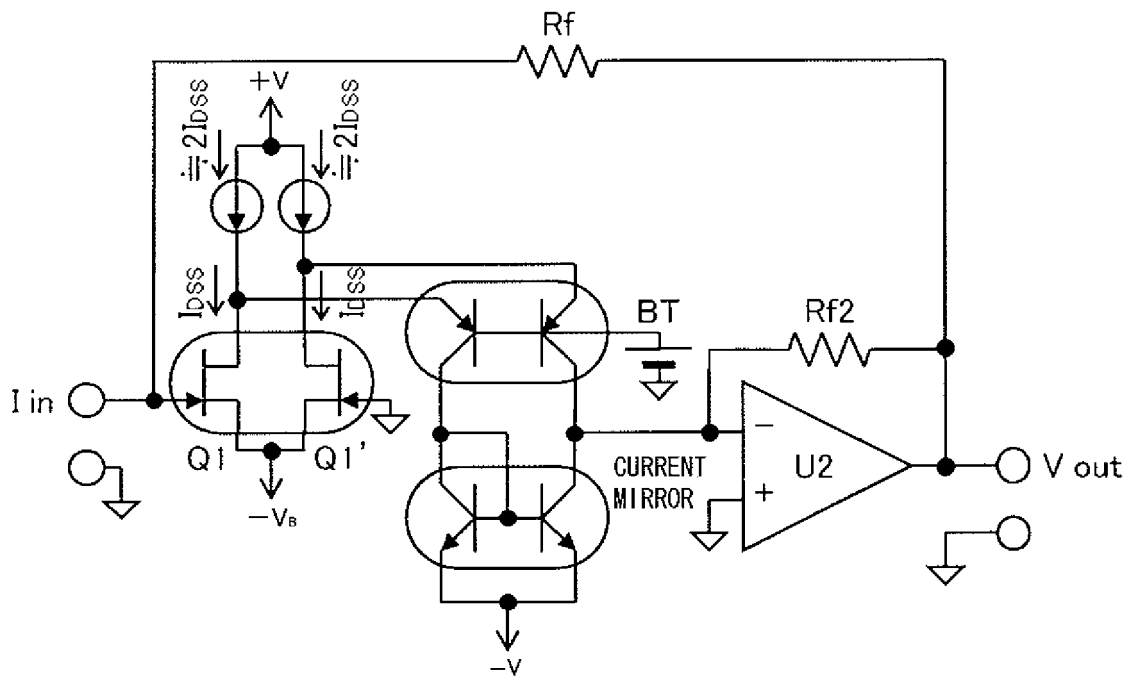 Rf
+V
≒2IDSS
≒2IDSS
IDSS
IDSS
BT
Rf2
I in
Q1
Q1'
-VB
CURRENT
MIRROR
−
+
U2
V out
-V